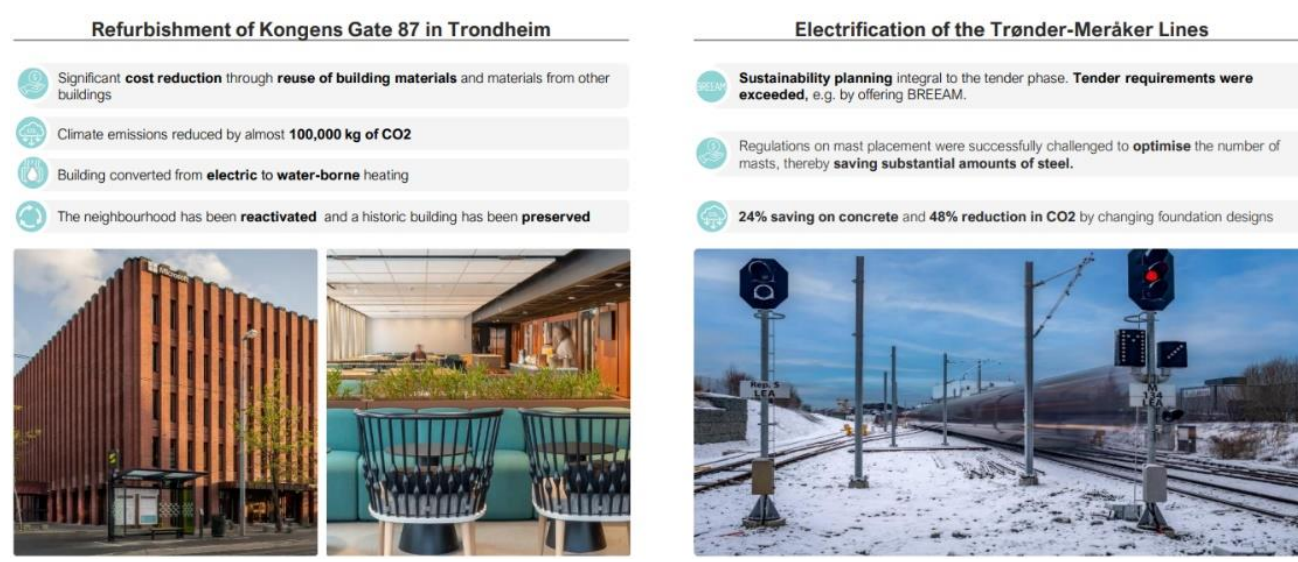 Refurbishment of Kongens Gate 87 in Trondheim
Significant cost reduction through reuse of building materials and materials from other
buildings
Climate emissions reduced by almost 100,000 kg of CO2
Building converted from electric to water-borne heating
The neighbourhood has been reactivated and a historic building has been preserved
Microsoft
Electrification of the Trønder-Meråker Lines
BREEAM
Sustainability planning integral to the tender phase. Tender requirements were
exceeded, e.g. by offering BREEAM.
Regulations on mast placement were successfully challenged to optimise the number of
masts, thereby saving substantial amounts of steel.
24% saving on concrete and 48% reduction in CO2 by changing foundation designs
Rep. S
LEA
LEA